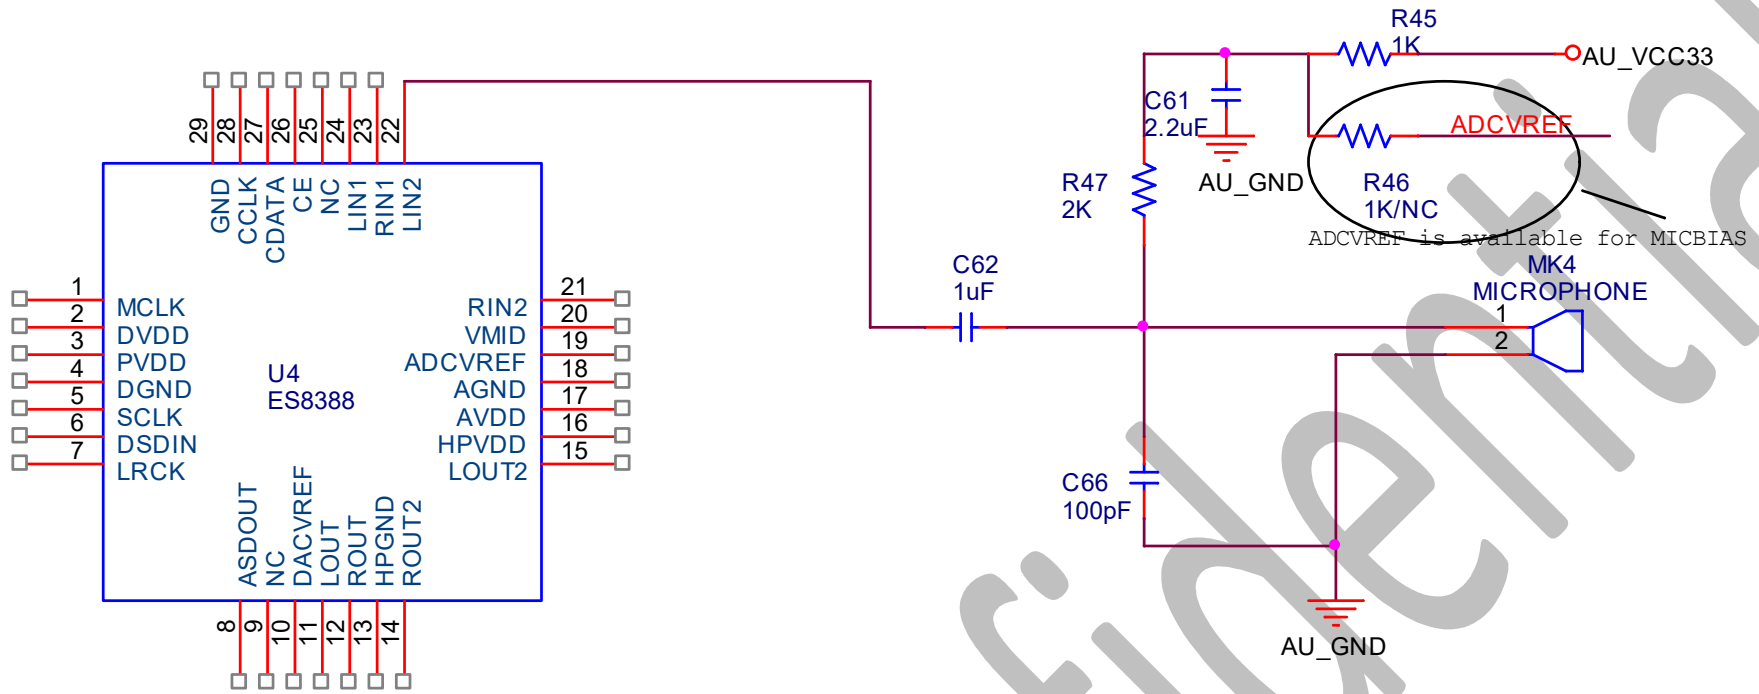 R45
1K
AU_VCC33
C61
2.2uF
ADCVREF
AU_GND
R46
1K/NC
R47
2K
ADCVREF is available for MICBIAS
MK4
MICROPHONE
1
2
C62
1uF
C66
100pF
AU_GND
29
28
27
26
25
24
23
22
GND
CCLK
CDATA
CE
NC
LIN1
RIN1
LIN2
1
MCLK
2
DVDD
3
PVDD
4
DGND
5
SCLK
6
DSDIN
7
LRCK
U4
ES8388
21
RIN2
20
VMID
19
ADCVREF
18
AGND
17
AVDD
16
HPVDD
15
LOUT2
ASDOUT
NC
DACVREF
LOUT
ROUT
HPGND
ROUT2
8
9
10
11
12
13
14
fidential